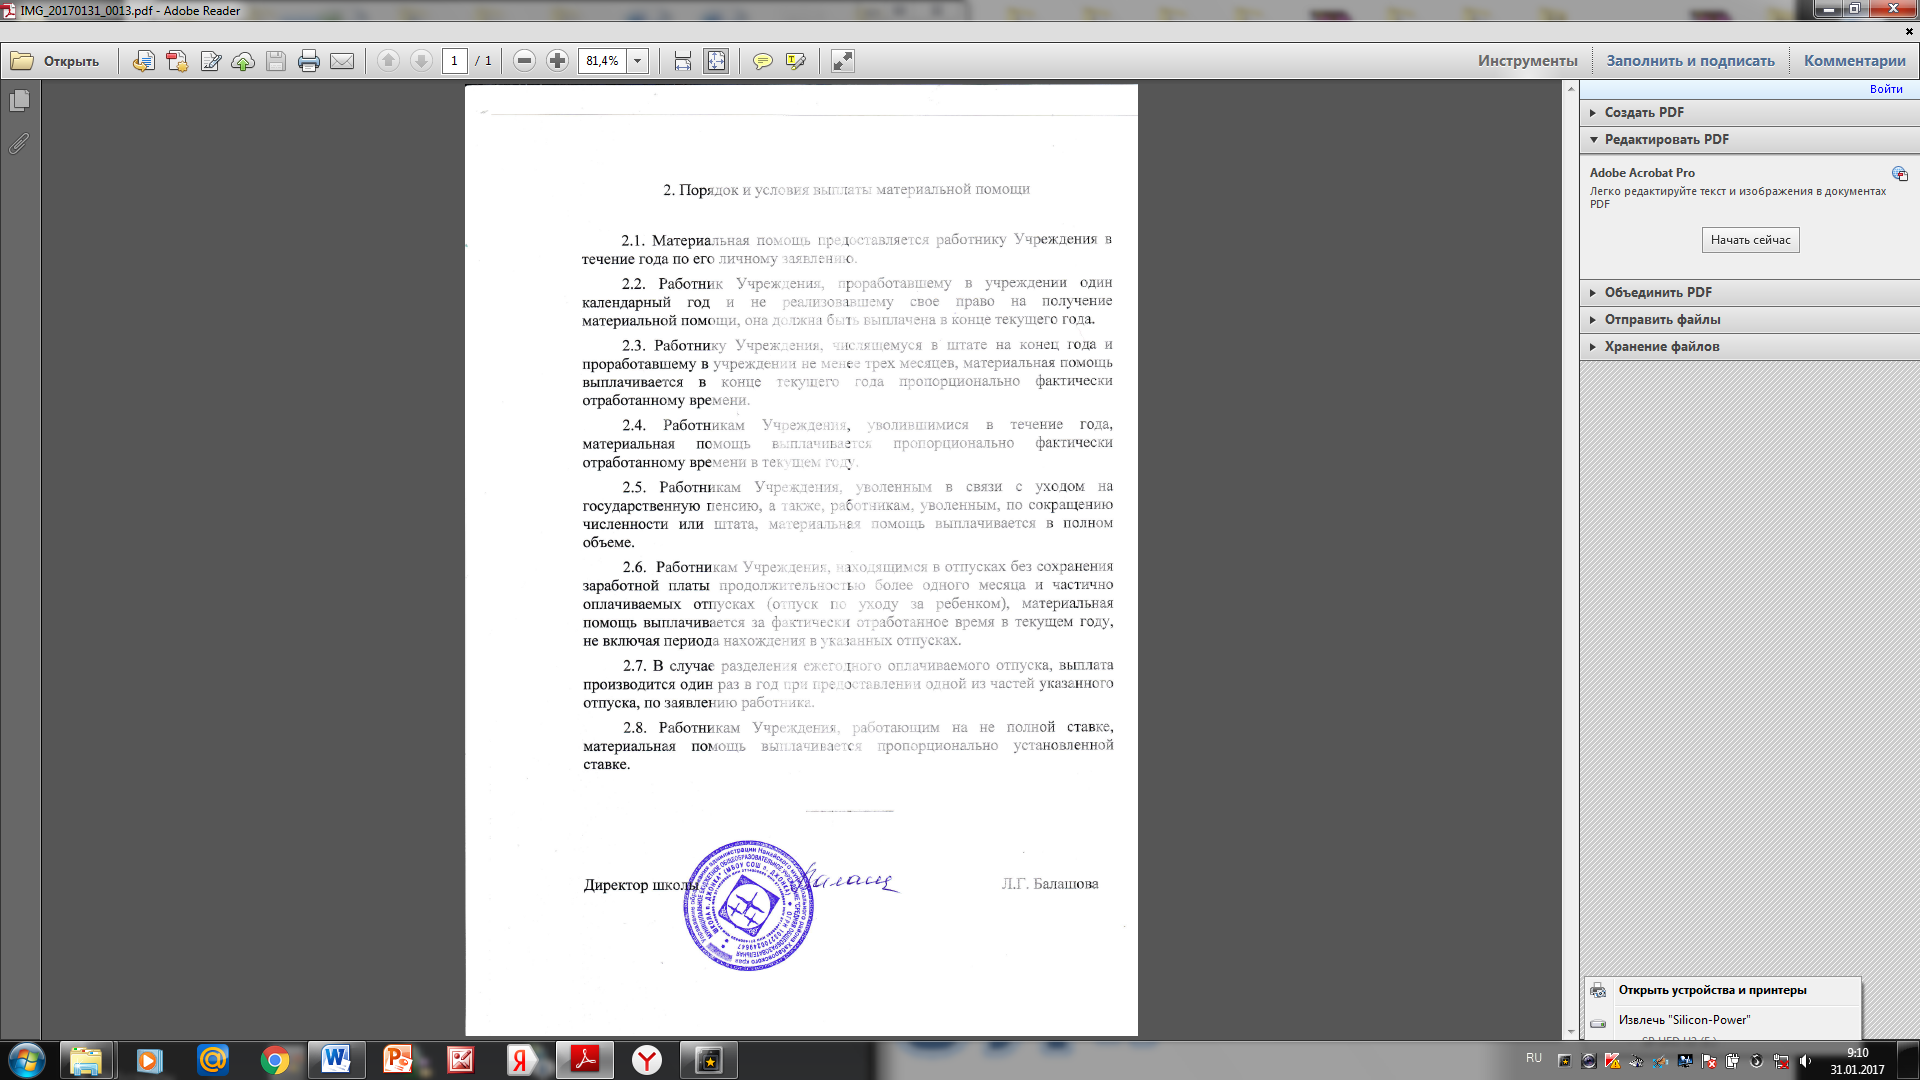 IMG_20170131_0013.pdf - Adobe Reader
Открыть
1 / 1
81,4%
Инструменты
Заполнить и подписать
Комментарии
Войти
Создать PDF
Редактировать PDF
Adobe Acrobat Pro
Легко редактируйте текст и изображения в документах
PDF
Начать сейчас
Объединить PDF
Отправить файлы
Хранение файлов
2. Порядок и условия выплаты материальной помощи
2.1. Материальная помощь предоставляется работнику Учреждения в
течение года по его личному заявлению.
2.2. Работник Учреждения, проработавшему в учреждении один
календарный год и не реализовавшему свое право на получение
материальной помощи, она должна быть выплачена в конце текущего года.
2.3. Работнику Учреждения, числящемуся в штате на конец года и
проработавшему в учреждении не менее трех месяцев, материальная помощь
выплачивается в конце текущего года пропорционально фактически
отработанному времени.
2.4. Работникам Учреждения, уволившимися в течение года,
материальная помощь выплачивается пропорционально фактически
отработанному времени в текущем году.
2.5. Работникам Учреждения, уволенным в связи с уходом на
государственную пенсию, а также, работникам, уволенным, по сокращению
численности или штата, материальная помощь выплачивается в полном
объеме.
2.6. Работникам Учреждения, находящимся в отпусках без сохранения
заработной платы продолжительностью более одного месяца и частично
оплачиваемых отпусках (отпуск по уходу за ребенком), материальная
помощь выплачивается за фактически отработанное время в текущем году,
не включая периода нахождения в указанных отпусках.
2.7. В случае разделения ежегодного оплачиваемого отпуска, выплата
производится один раз в год при предоставлении одной из частей указанного
отпуска, по заявлению работника.
2.8. Работникам Учреждения, работающим на не полной ставке,
материальная помощь выплачивается пропорционально установленной
ставке.
Директор школы
Л.Г. Балашова
Открыть устройства и принтеры
Извлечь "Silicon-Power"
RU
9:10
31.01.2017